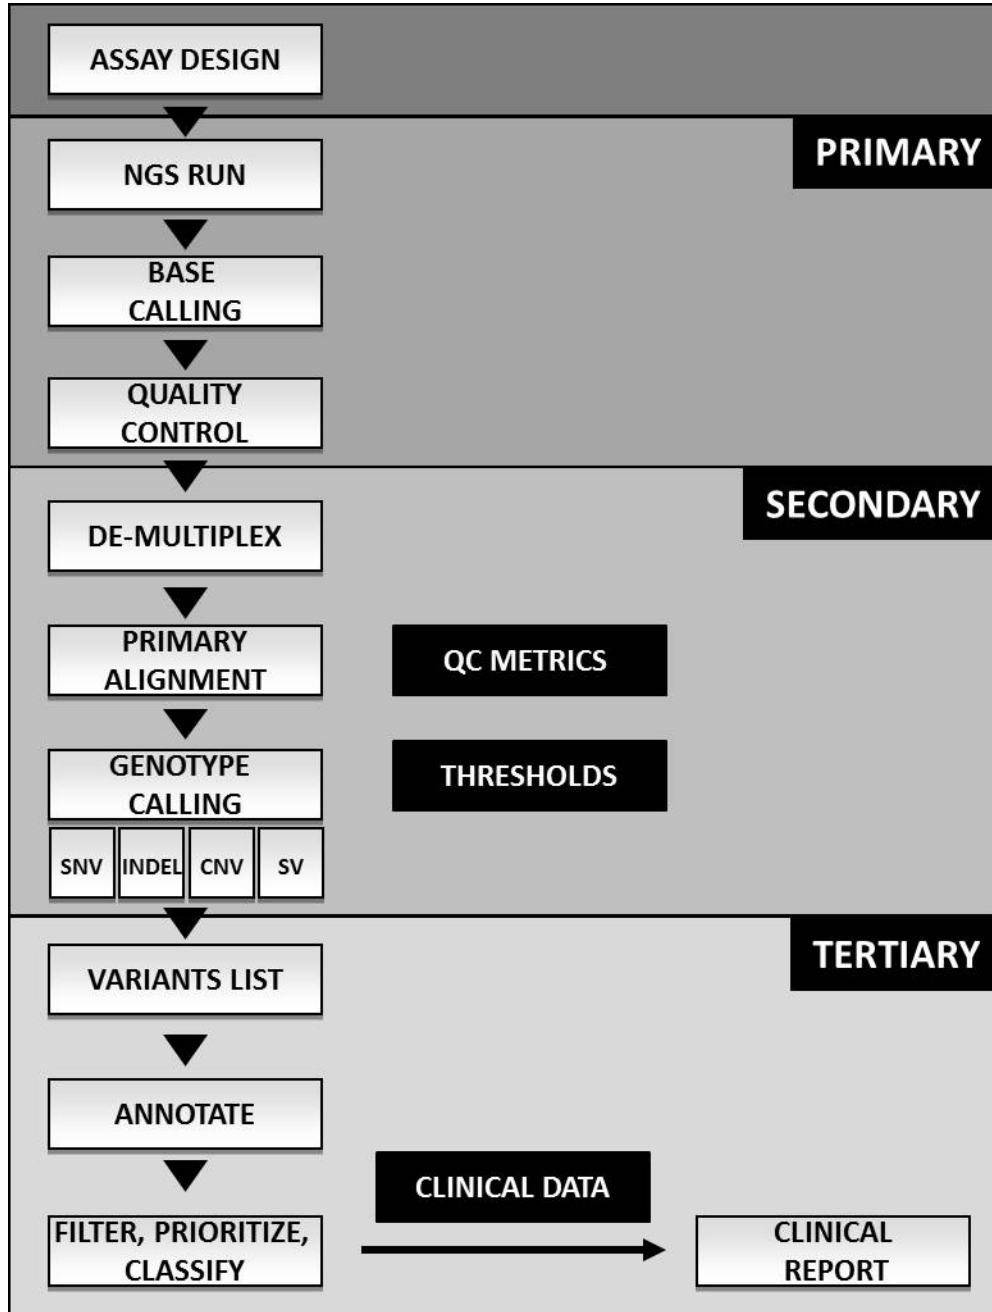 ASSAY DESIGN
PRIMARY
NGS RUN
BASE
CALLING
QUALITY
CONTROL
SECONDARY
DE-MULTIPLEX
PRIMARY
ALIGNMENT
QC METRICS
GENOTYPE
CALLING
THRESHOLDS
SNV
INDEL
CNV
SV
TERTIARY
VARIANTS LIST
ANNOTATE
CLINICAL DATA
FILTER, PRIORITIZE,
CLASSIFY
CLINICAL
REPORT